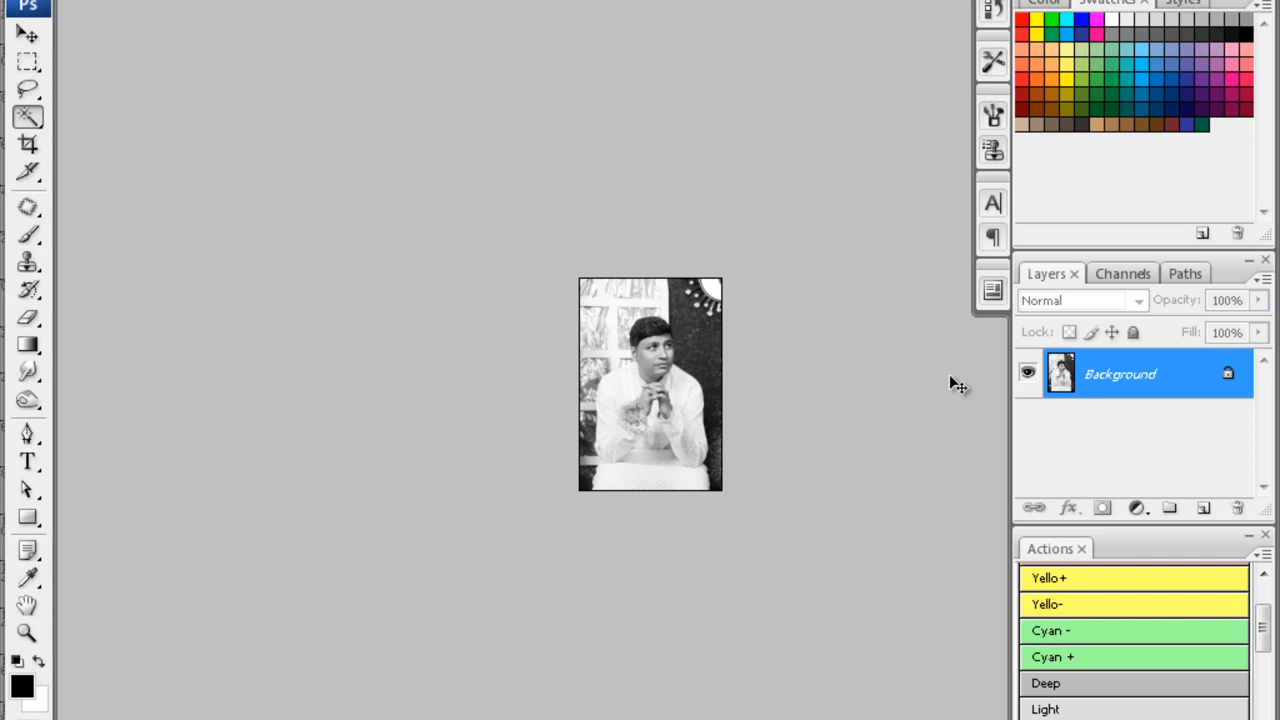 Ps
Color Swatches × Styles
Layers × Channels Paths
Normal Opacity: 100%
Lock: Fill: 100%
Background
Actions ×
Yello+
Yello-
Cyan -
Cyan +
Deep
Light